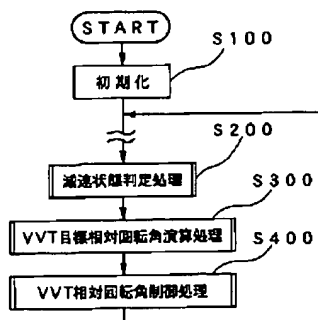 START
S100
初期化
S200
減速状態判定処理
S300
VVT目標相対回転角演算処理
S400
VVT相対回転角制御処理